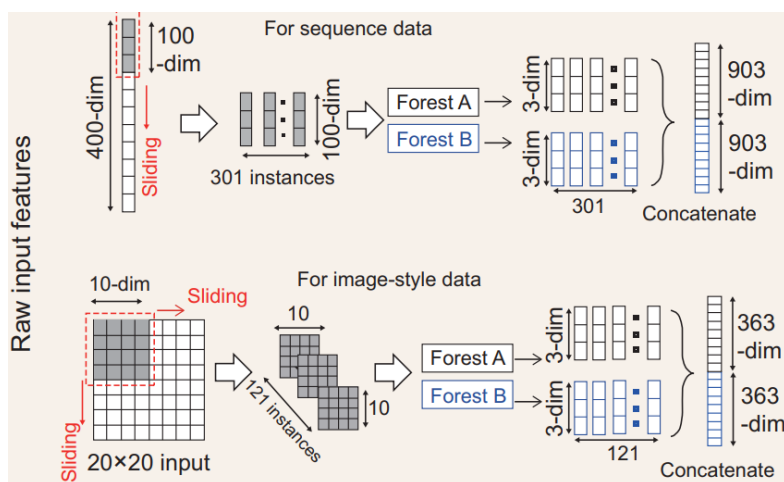 Raw input features
For sequence data
400-dim
100
-dim
Sliding
301 instances
100-dim
Forest A
Forest B
3-dim
3-dim
301
903
-dim
903
-dim
Concatenate
For image-style data
10-dim
Sliding
Sliding
20×20 input
10
10
121 instances
Forest A
Forest B
3-dim
3-dim
121
363
-dim
363
-dim
Concatenate